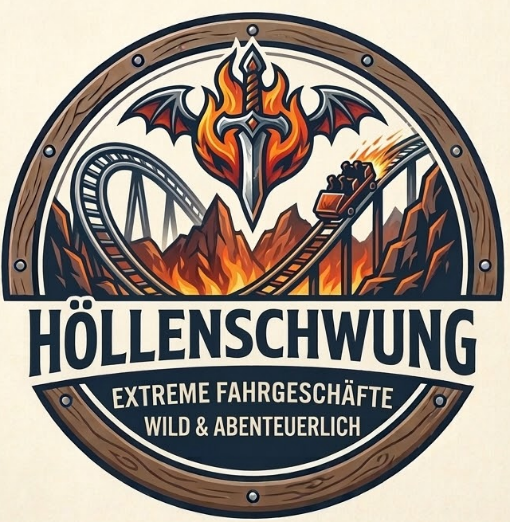 HÖLLENSCHWUNG
EXTREME FAHRGESCHÄFTE
WILD & ABENTEUERLICH